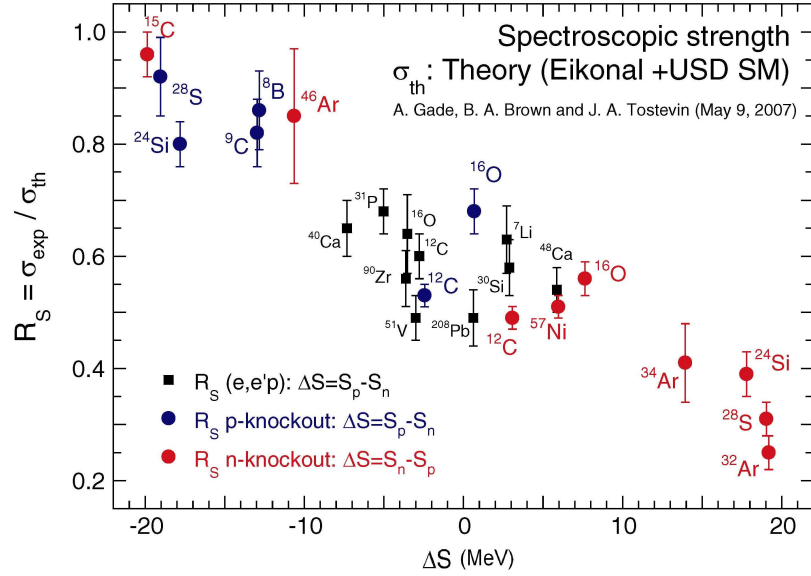 Spectroscopic strength
σth: Theory (Eikonal +USD SM)
A. Gade, B. A. Brown and J. A. Tostevin (May 9, 2007)
RS = σexp / σth
1.0
0.8
0.6
0.4
0.2
15C
28S
24Si
8B
9C
46Ar
16O
31P
16O
40Ca
12C
90Zr
12C
51V
208Pb
7Li
30Si
48Ca
16O
12C
57Ni
34Ar
24Si
28S
32Ar
RS (e,e'p): ΔS=Sp-Sn
RS p-knockout: ΔS=Sp-Sn
RS n-knockout: ΔS=Sn-Sp
-20 -10 0 10 20
ΔS (MeV)